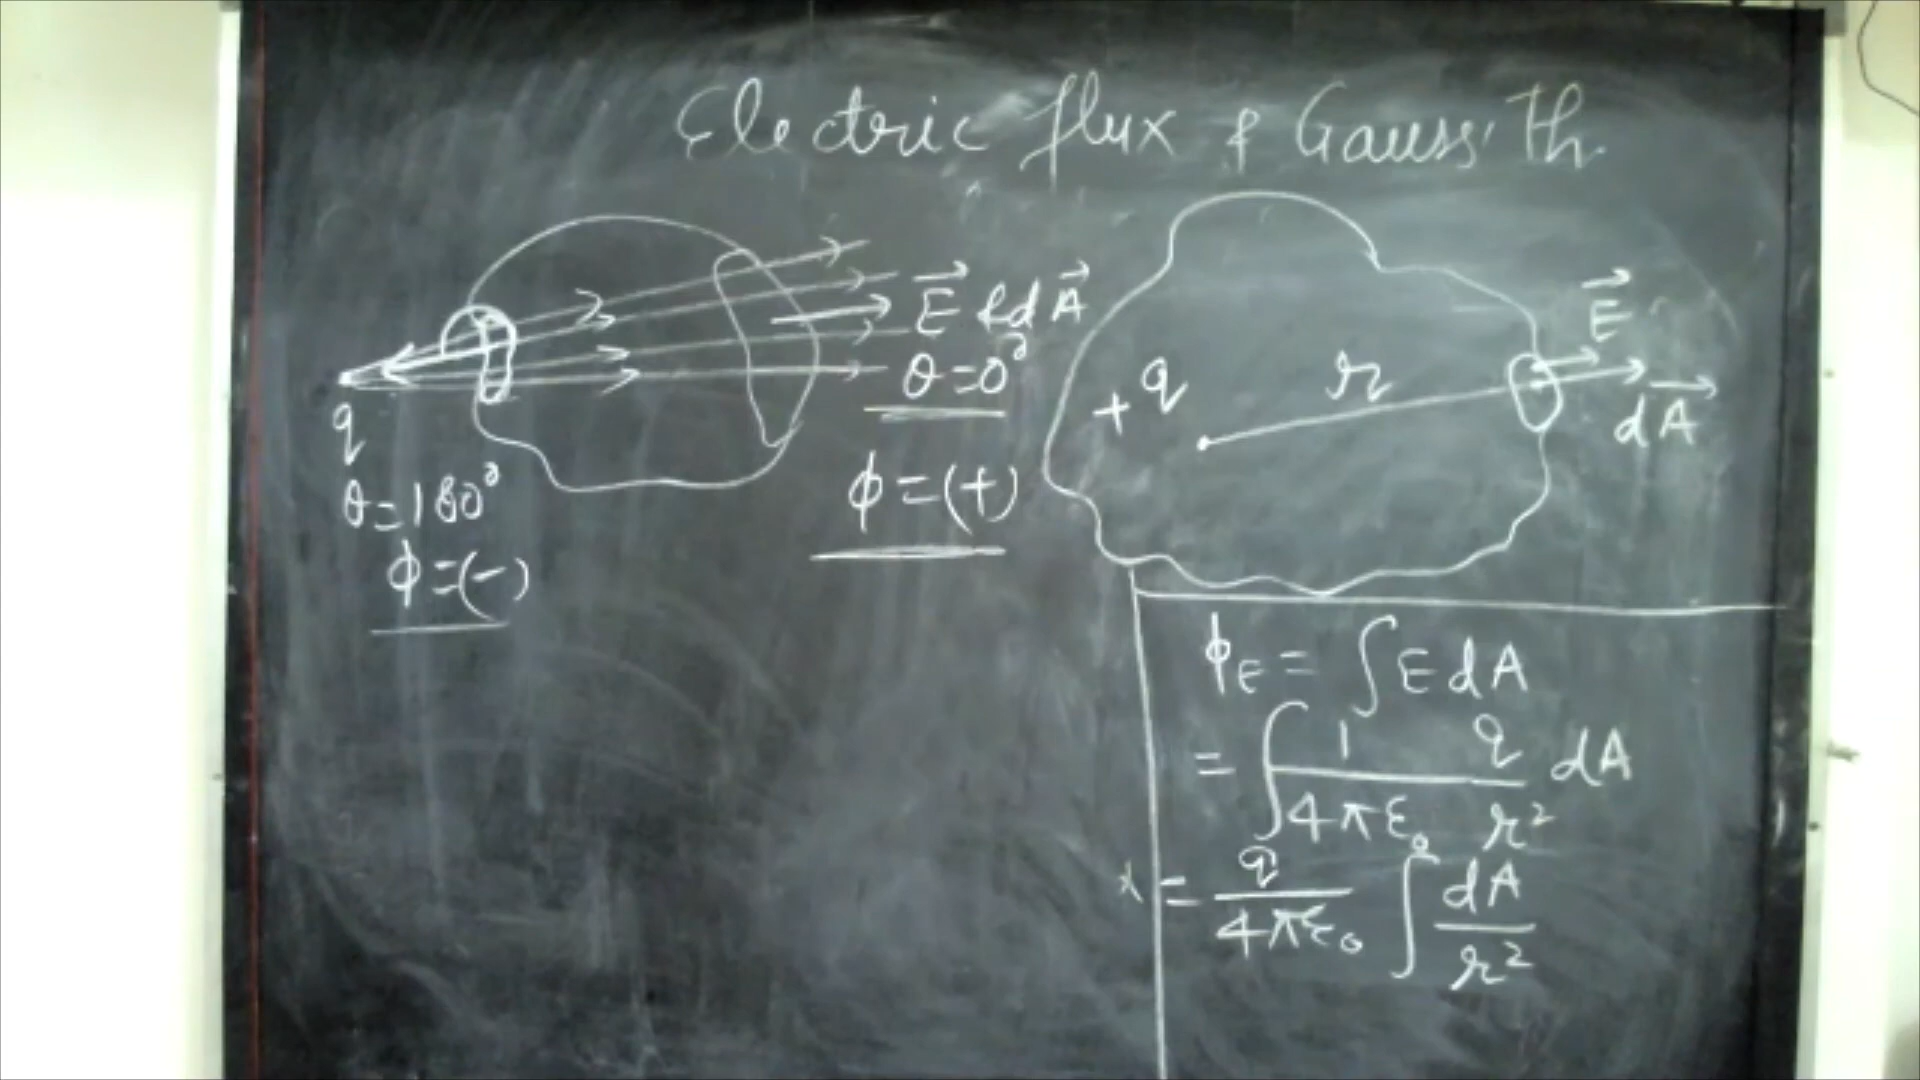 Electric flux & Gauss' Th.
E⃗ & dA⃗
θ=0°
ϕ=(+)
q
θ=180°
ϕ=(-)
+q
r
E⃗
dA⃗
ϕ_E = ∫E dA
= ∫ 1/4πε₀ q/r² dA
= q/4πε₀ ∫ dA/r²